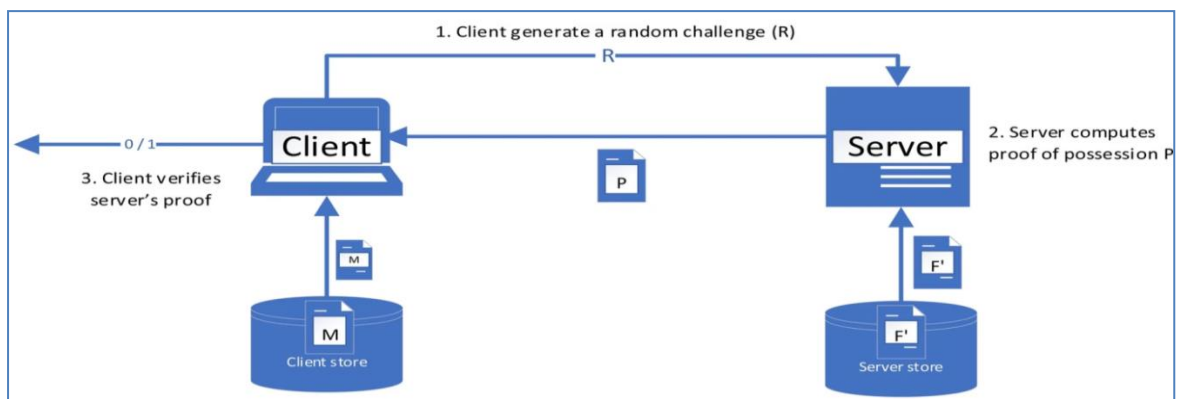 1. Client generate a random challenge (R)
R
0 / 1
Client
Server
2. Server computes
proof of possession P
3. Client verifies
server's proof
P
M
F'
M
F'
Client store
Server store